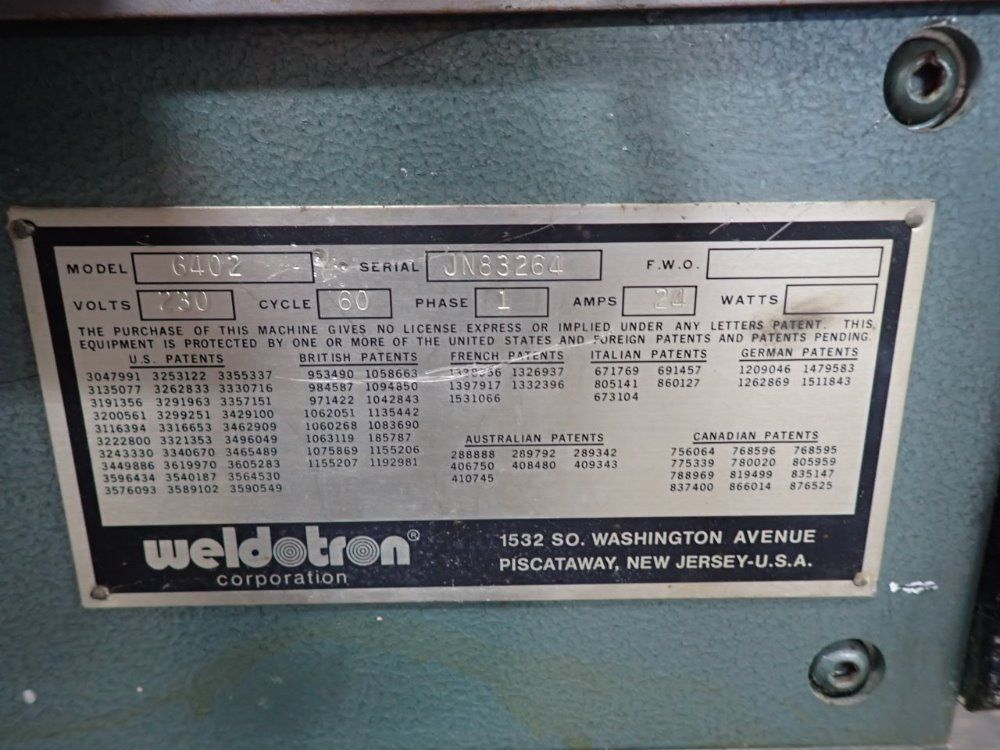 MODEL 6402 SERIAL JN83264 F.W.O.
VOLTS 230 CYCLE 60 PHASE 1 AMPS 24 WATTS
THE PURCHASE OF THIS MACHINE GIVES NO LICENSE EXPRESS OR IMPLIED UNDER ANY LETTERS PATENT. THIS
EQUIPMENT IS PROTECTED BY ONE OR MORE OF THE UNITED STATES AND FOREIGN PATENTS AND PATENTS PENDING.
U.S. PATENTS
3047991 3253122 3355337
3135077 3262833 3330716
3191356 3291963 3357151
3200561 3299251 3429100
3116394 3316653 3462909
3222800 3321353 3496049
3243330 3340670 3465489
3449886 3619970 3605283
3596434 3540187 3564530
3576093 3589102 3590549
BRITISH PATENTS
953490 1058663
984587 1094850
971422 1042843
1062051 1135442
1060268 1083690
1063119 185787
1075869 1155206
1155207 1192981
FRENCH PATENTS
1326937
1397917 1332396
1531066
ITALIAN PATENTS
671769 691457
805141 860127
673104
GERMAN PATENTS
1209046 1479583
1262869 1511843
AUSTRALIAN PATENTS
288888 289792 289342
406750 408480 409343
410745
CANADIAN PATENTS
756064 768596 768595
775339 780020 805959
788969 819499 835147
837400 866014 876525
weldotron®
corporation
1532 SO. WASHINGTON AVENUE
PISCATAWAY, NEW JERSEY-U.S.A.